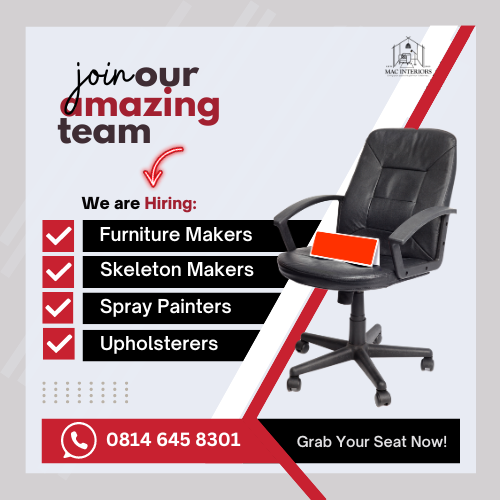 MAC INTERIORS
join our
amazing
team
We are Hiring:
Furniture Makers
Skeleton Makers
Spray Painters
Upholsterers
0814 645 8301
Grab Your Seat Now!